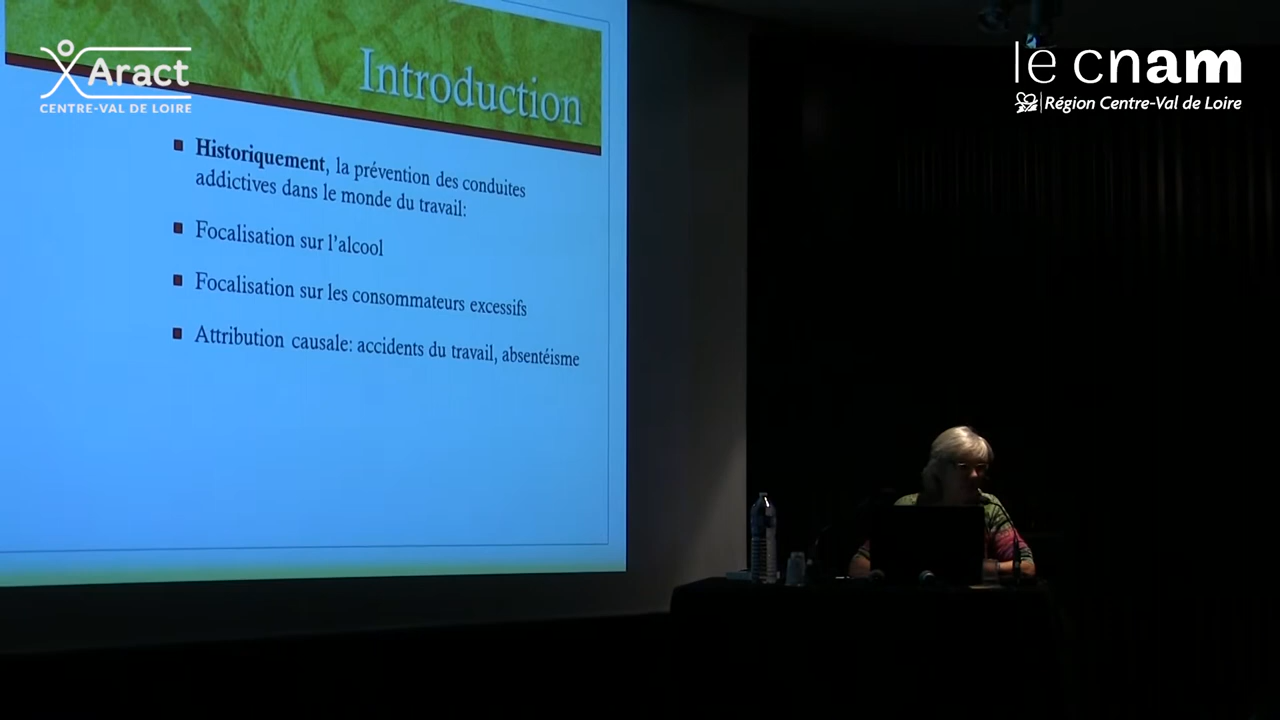 Aract
CENTRE-VAL DE LOIRE
le cnam
Région Centre-Val de Loire
Introduction
Historiquement, la prévention des conduites
addictives dans le monde du travail:
Focalisation sur l'alcool
Focalisation sur les consommateurs excessifs
Attribution causale: accidents du travail, absentéisme